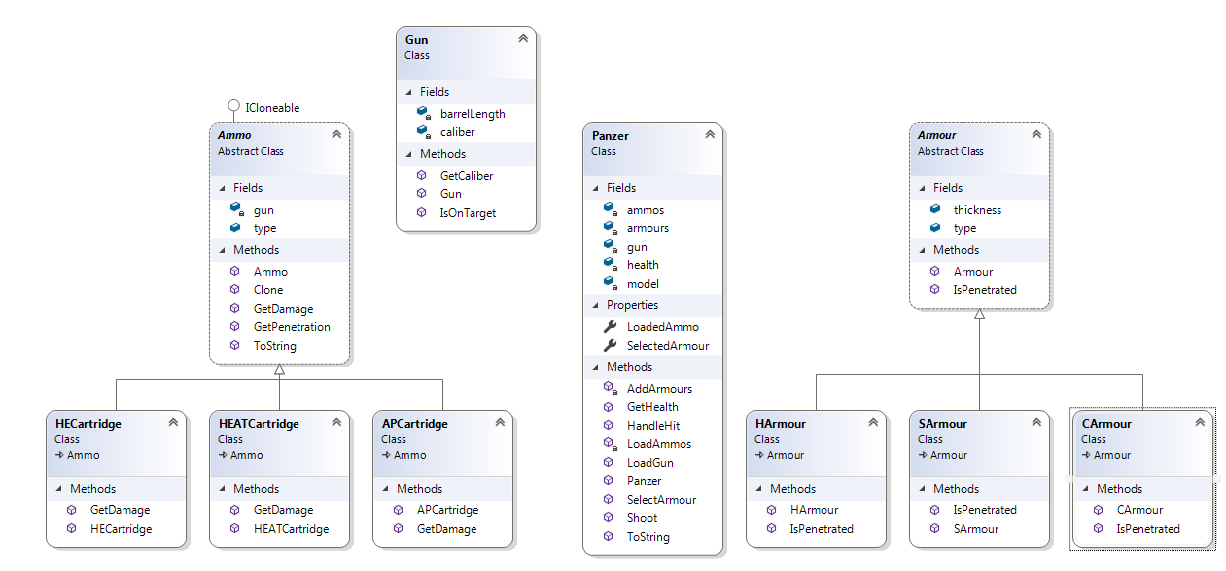 Gun
Class
Fields
barrelLength
caliber
Methods
GetCaliber
Gun
IsOnTarget
ICloneable
Ammo
Abstract Class
Fields
gun
type
Methods
Ammo
Clone
GetDamage
GetPenetration
ToString
Panzer
Class
Fields
ammos
armours
gun
health
model
Properties
LoadedAmmo
SelectedArmour
Methods
AddArmours
GetHealth
HandleHit
LoadAmmos
LoadGun
Panzer
SelectArmour
Shoot
ToString
Armour
Abstract Class
Fields
thickness
type
Methods
Armour
IsPenetrated
HECartridge
Class
Ammo
Methods
GetDamage
HECartridge
HEATCartridge
Class
Ammo
Methods
GetDamage
HEATCartridge
APCartridge
Class
Ammo
Methods
APCartridge
GetDamage
HArmour
Class
Armour
Methods
HArmour
IsPenetrated
SArmour
Class
Armour
Methods
IsPenetrated
SArmour
CArmour
Class
Armour
Methods
CArmour
IsPenetrated